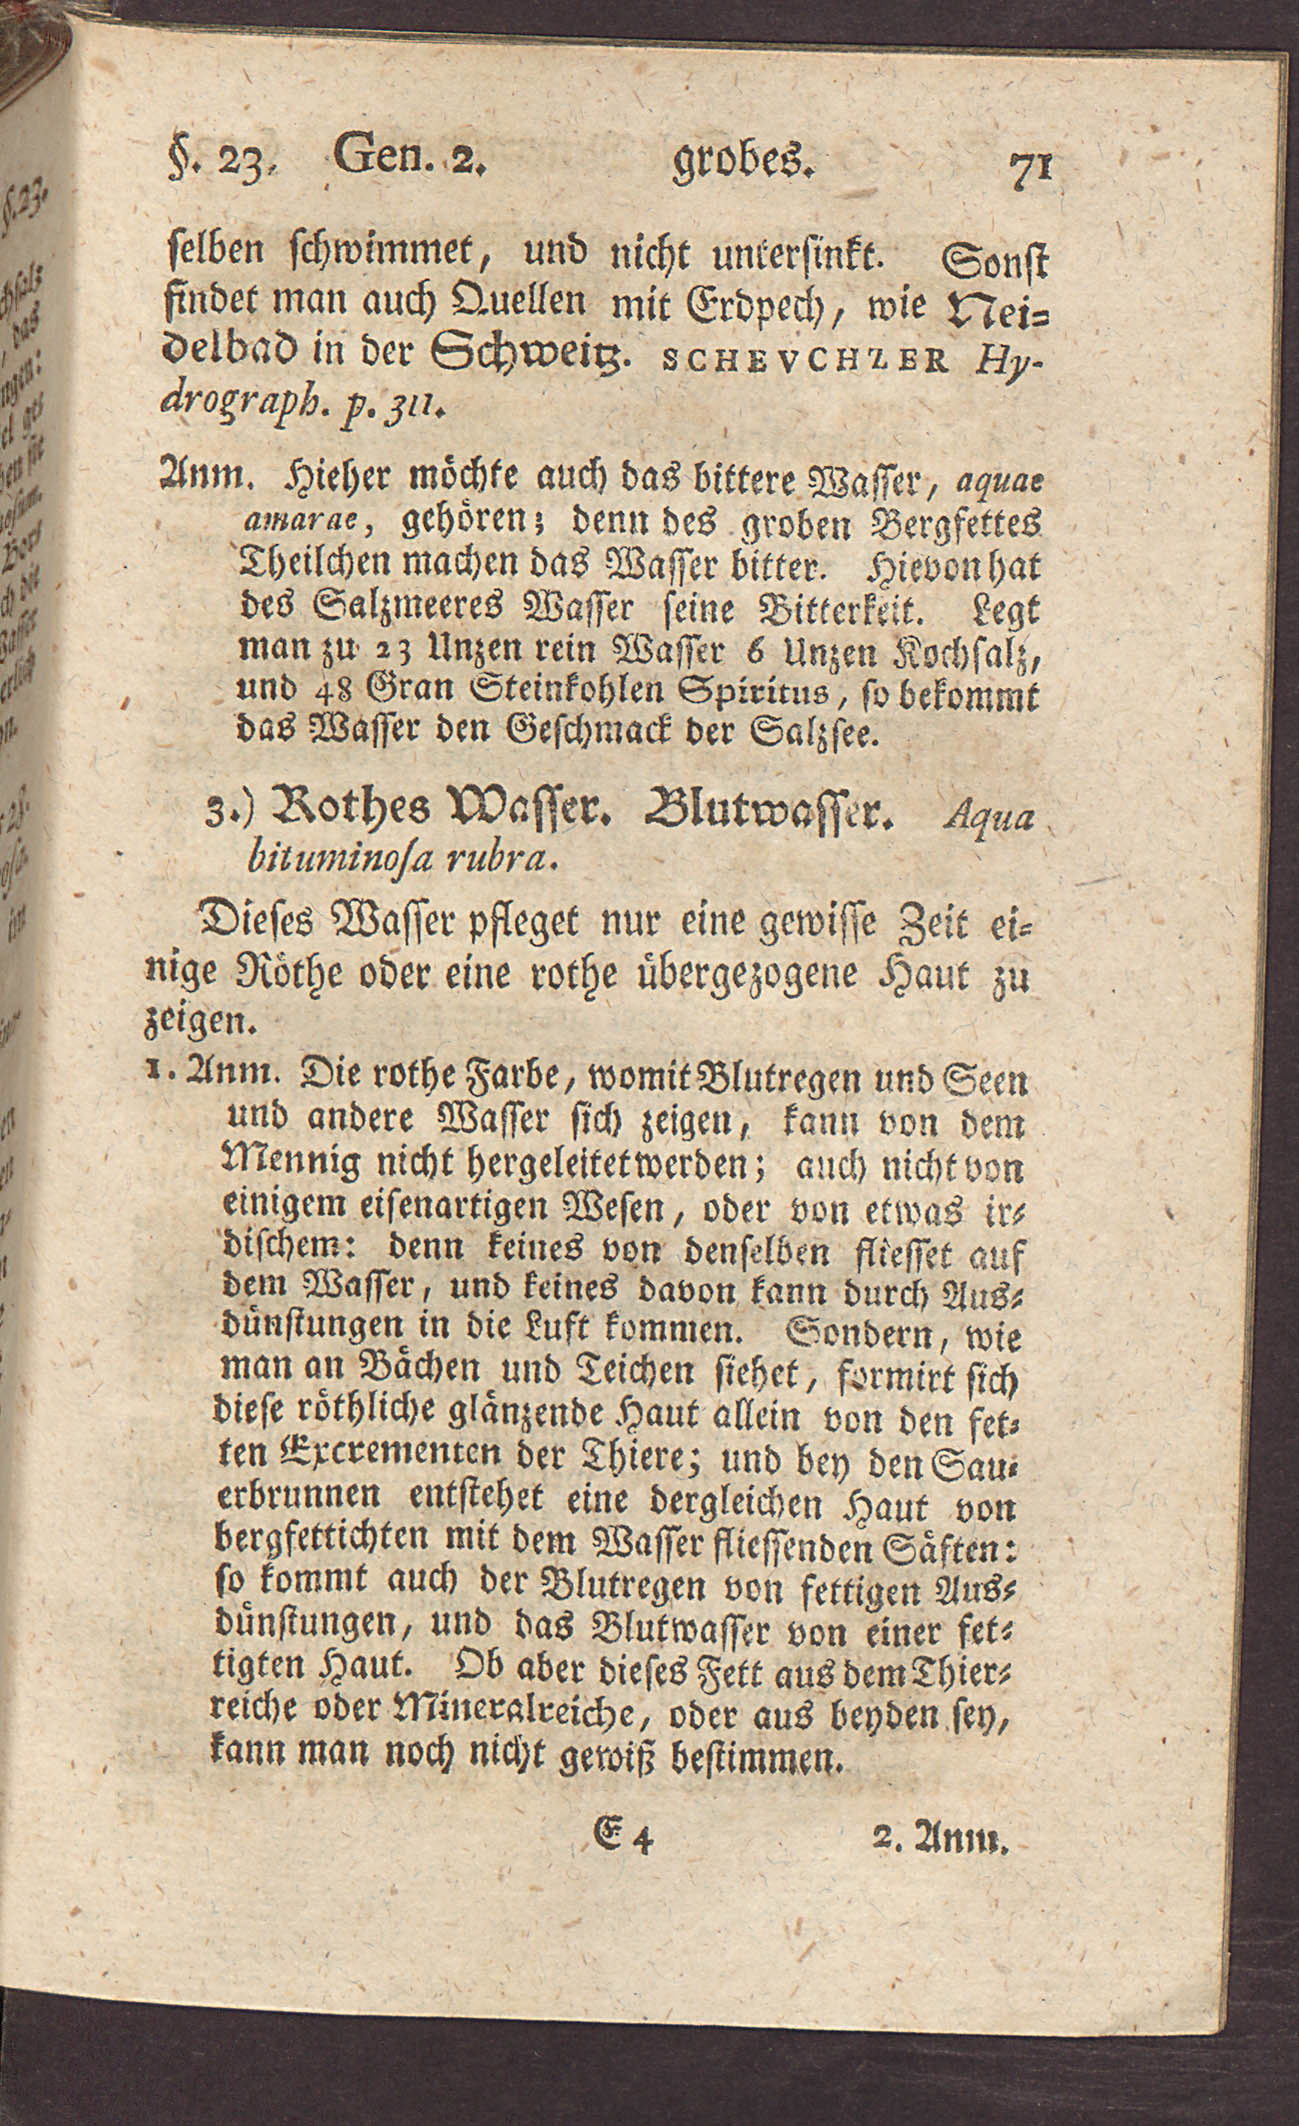 §. 23. Gen. 2. grobes. 71
selben schwimmet, und nicht untersinkt. Sonst
findet man auch Quellen mit Erdpech, wie Nei-
delbad in der Schweitz. SCHEVCHZER Hy-
drograph. p. 311.
Anm. Hieher möchte auch das bittere Wasser, aquae
amarae, gehören; denn des groben Bergfettes
Theilchen machen das Wasser bitter. Hievon hat
des Salzmeeres Wasser seine Bitterkeit. Legt
man zu 23 Unzen rein Wasser 6 Unzen Kochsalz,
und 48 Gran Steinkohlen Spiritus, so bekommt
das Wasser den Geschmack der Salzsee.
3.) Rothes Wasser. Blutwasser. Aqua
bituminosa rubra.
Dieses Wasser pfleget nur eine gewisse Zeit ei-
nige Röthe oder eine rothe übergezogene Haut zu
zeigen.
1. Anm. Die rothe Farbe, womit Blutregen und Seen
und andere Wasser sich zeigen, kann von dem
Mennig nicht hergeleitet werden; auch nicht von
einigem eisenartigen Wesen, oder von etwas ir-
dischem: denn keines von denselben fliesset auf
dem Wasser, und keines davon kann durch Aus-
dünstungen in die Luft kommen. Sondern, wie
man an Bächen und Teichen siehet, formirt sich
diese röthliche glänzende Haut allein von den fet-
ten Excrementen der Thiere; und bey den Sau-
erbrunnen entstehet eine dergleichen Haut von
bergfettichten mit dem Wasser fliessenden Säften:
so kommt auch der Blutregen von fettigen Aus-
dünstungen, und das Blutwasser von einer fet-
tigten Haut. Ob aber dieses Fett aus dem Thier-
reiche oder Mineralreiche, oder aus beyden sey,
kann man noch nicht gewiß bestimmen.
E 4 2. Anm.